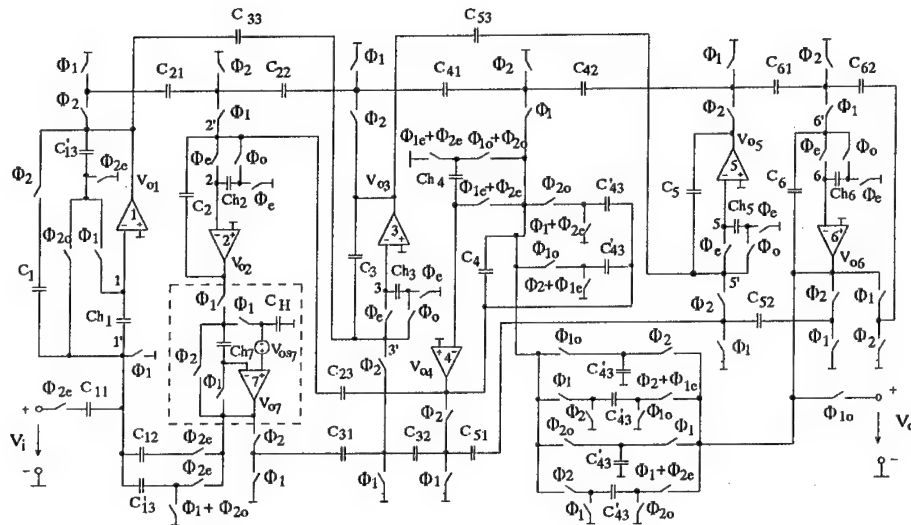 C33
C53
Φ1
C21
Φ2
C22
Φ1
C41
Φ2
C42
Φ1
C61
Φ2
C62
Φ2
Φ1
2'
Φ2
Φ1
Φ2
6'
Φ1
C'13
Φ2e
Φ2
Vo1
Φe
Φo
2
Ch2
Φe
C2
Φ1e+Φ2e
Φ1o+Φ2o
Ch4
Φ1e+Φ2e
Φ2o
C'43
Φ1+Φ2e
Vo3
Vo5
5
C5
C6
Φe
Φo
6
Ch6
Φe
1
2
Vo2
3
C4
Φ1o
C'43
Φ2+Φ1e
5
Ch5
Φe
Φe
Φo
5'
6
Vo6
Φ2o
Φ1
1
C1
Ch1
1'
Φ1
C3
3
Ch3
Φe
Φe
Φo
3'
Φ1
Φ1
CH
Φ2
Ch7
Vos7
Φ1
7
Vo7
C23
Vo4
4
Φ2
Φ2
Φ2
C52
Φ1
Φ2
Φ1
Φ1
Φ2
Φ1o
Φ2
C'43
Φ1
Φ2+Φ1e
Φ2
C'43
Φ1o
Φ2o
Φ1
C'43
Φ1+Φ2e
Φ2
Φ1
C'43
Φ2o
Φ1o
+
Φ2e
C11
Vi
-
C12
Φ2e
Φ2e
C'13
Φ1+Φ2o
Φ2
Φ1
C31
C32
C51
Φ1
Φ1
+
Vo
-